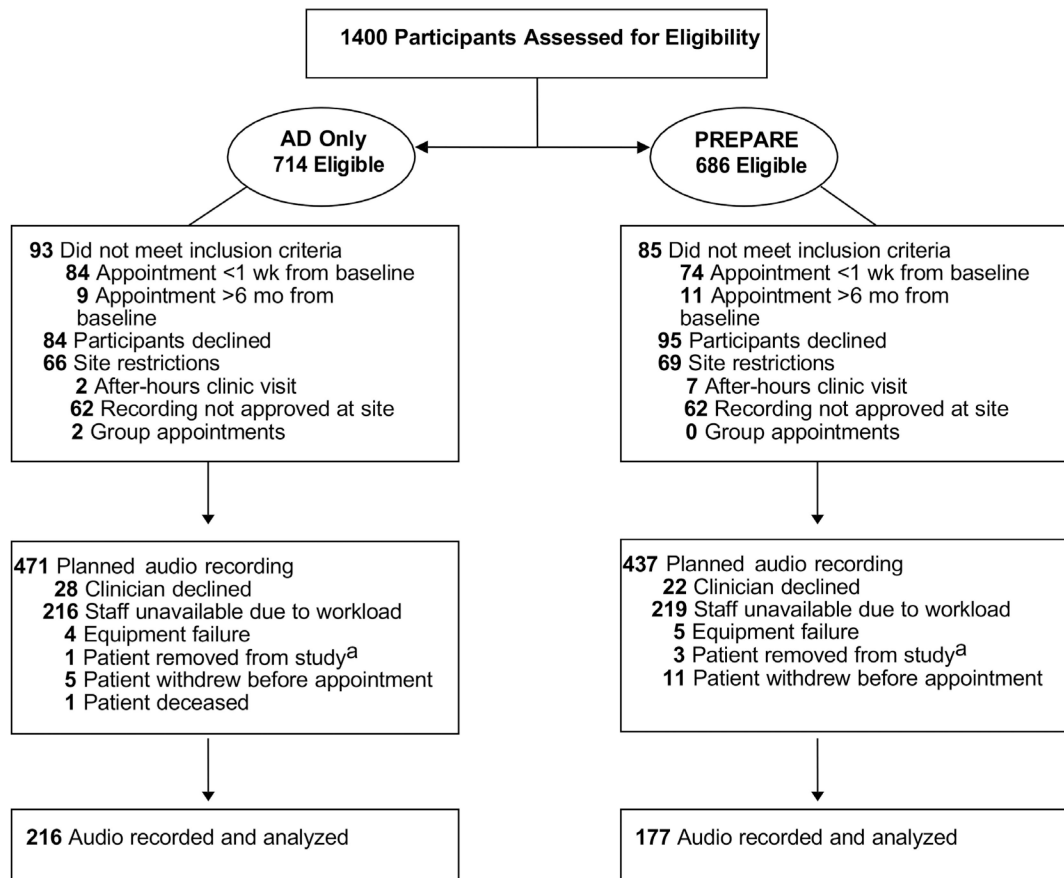 1400 Participants Assessed for Eligibility
AD Only
714 Eligible
PREPARE
686 Eligible
93 Did not meet inclusion criteria
84 Appointment <1 wk from baseline
9 Appointment >6 mo from
baseline
84 Participants declined
66 Site restrictions
2 After-hours clinic visit
62 Recording not approved at site
2 Group appointments
85 Did not meet inclusion criteria
74 Appointment <1 wk from baseline
11 Appointment >6 mo from
baseline
95 Participants declined
69 Site restrictions
7 After-hours clinic visit
62 Recording not approved at site
0 Group appointments
471 Planned audio recording
28 Clinician declined
216 Staff unavailable due to workload
4 Equipment failure
1 Patient removed from studyᵃ
5 Patient withdrew before appointment
1 Patient deceased
437 Planned audio recording
22 Clinician declined
219 Staff unavailable due to workload
5 Equipment failure
3 Patient removed from studyᵃ
11 Patient withdrew before appointment
216 Audio recorded and analyzed
177 Audio recorded and analyzed